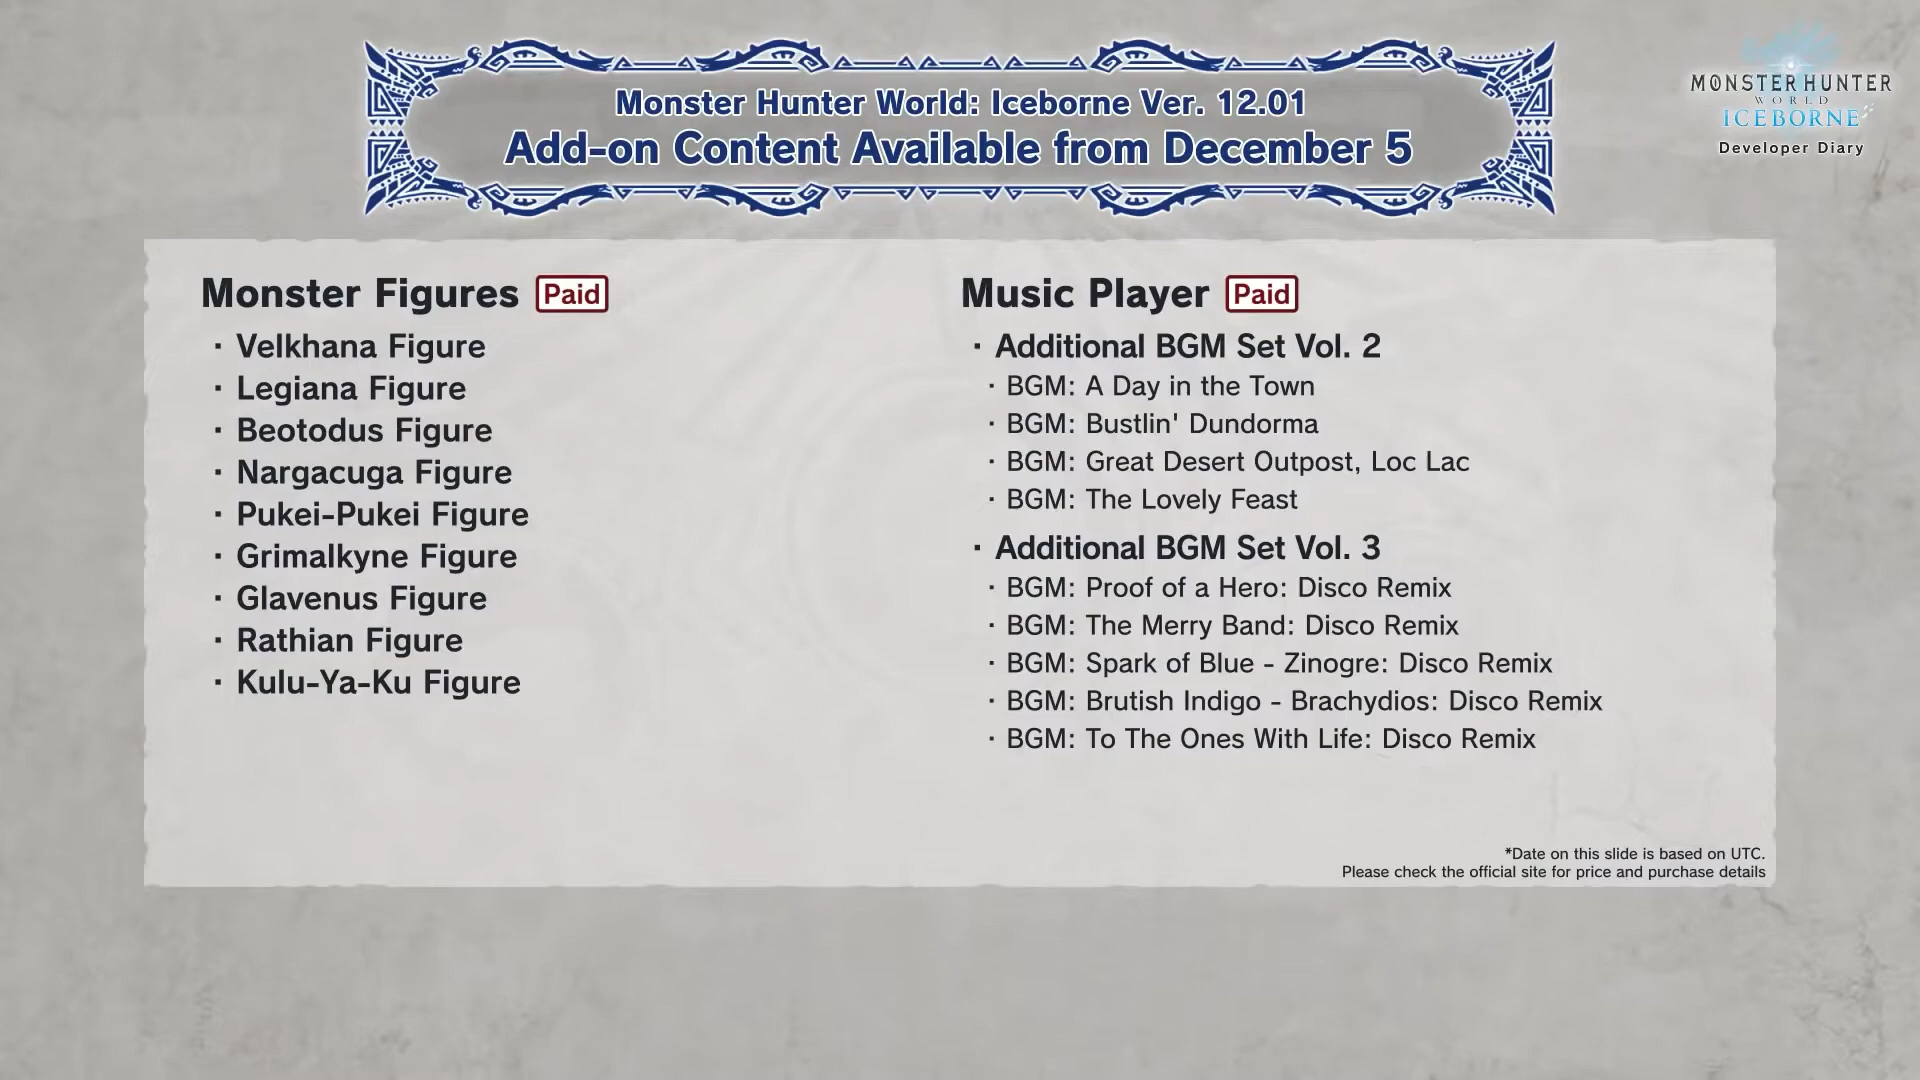 Monster Hunter World: Iceborne Ver. 12.01
Add-on Content Available from December 5
MONSTER HUNTER
WORLD
ICEBORNE
Developer Diary
Monster Figures Paid
· Velkhana Figure
· Legiana Figure
· Beotodus Figure
· Nargacuga Figure
· Pukei-Pukei Figure
· Grimalkyne Figure
· Glavenus Figure
· Rathian Figure
· Kulu-Ya-Ku Figure
Music Player Paid
· Additional BGM Set Vol. 2
· BGM: A Day in the Town
· BGM: Bustlin' Dundorma
· BGM: Great Desert Outpost, Loc Lac
· BGM: The Lovely Feast
· Additional BGM Set Vol. 3
· BGM: Proof of a Hero: Disco Remix
· BGM: The Merry Band: Disco Remix
· BGM: Spark of Blue - Zinogre: Disco Remix
· BGM: Brutish Indigo - Brachydios: Disco Remix
· BGM: To The Ones With Life: Disco Remix
*Date on this slide is based on UTC.
Please check the official site for price and purchase details